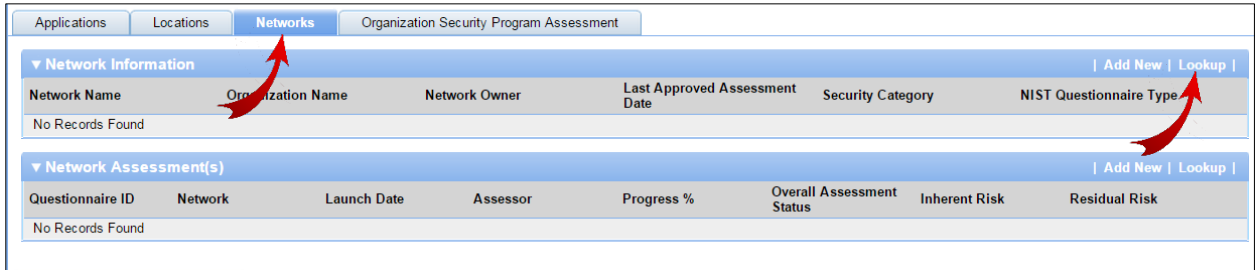 Applications Locations Networks Organization Security Program Assessment
▼ Network Information | Add New | Lookup |
Network Name Organization Name Network Owner Last Approved Assessment Date Security Category NIST Questionnaire Type
No Records Found
▼ Network Assessment(s) | Add New | Lookup |
Questionnaire ID Network Launch Date Assessor Progress % Overall Assessment Status Inherent Risk Residual Risk
No Records Found